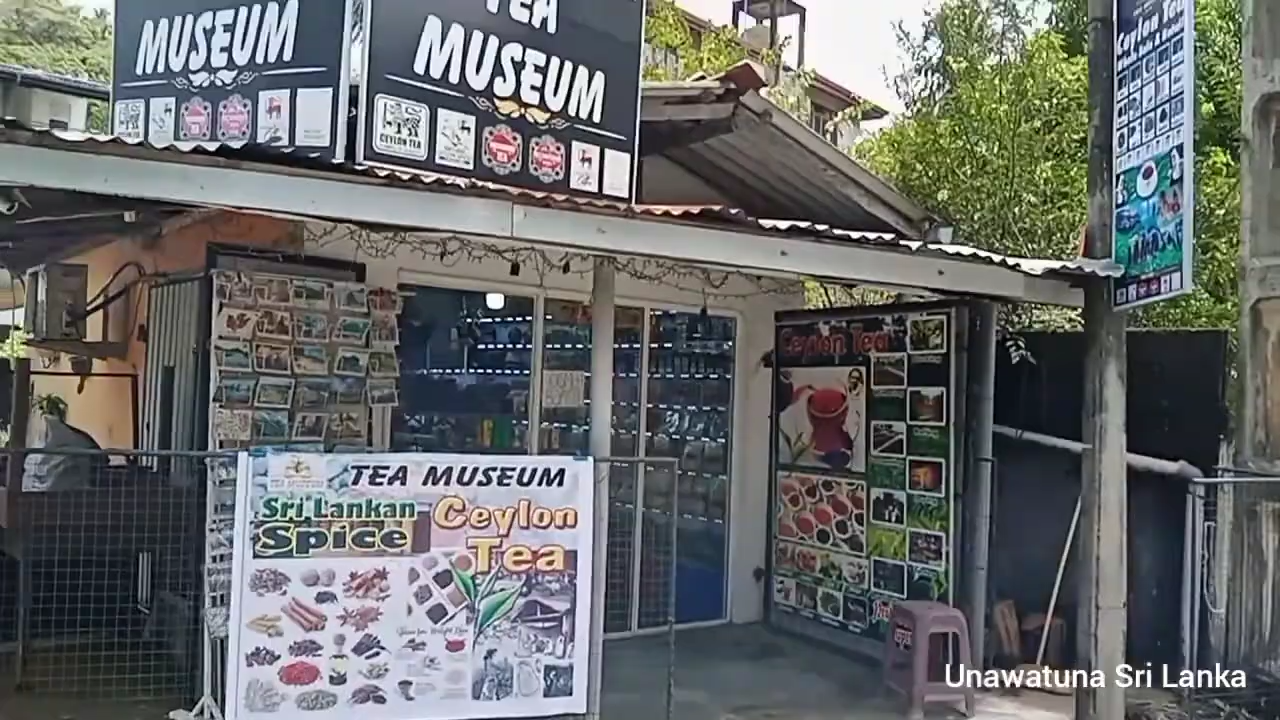 MUSEUM
TEA
MUSEUM
CEYLON TEA
Ceylon Tea
Ceylon Tea
TEA MUSEUM
Sri Lankan
Spice
Ceylon
Tea
Unawatuna Sri Lanka